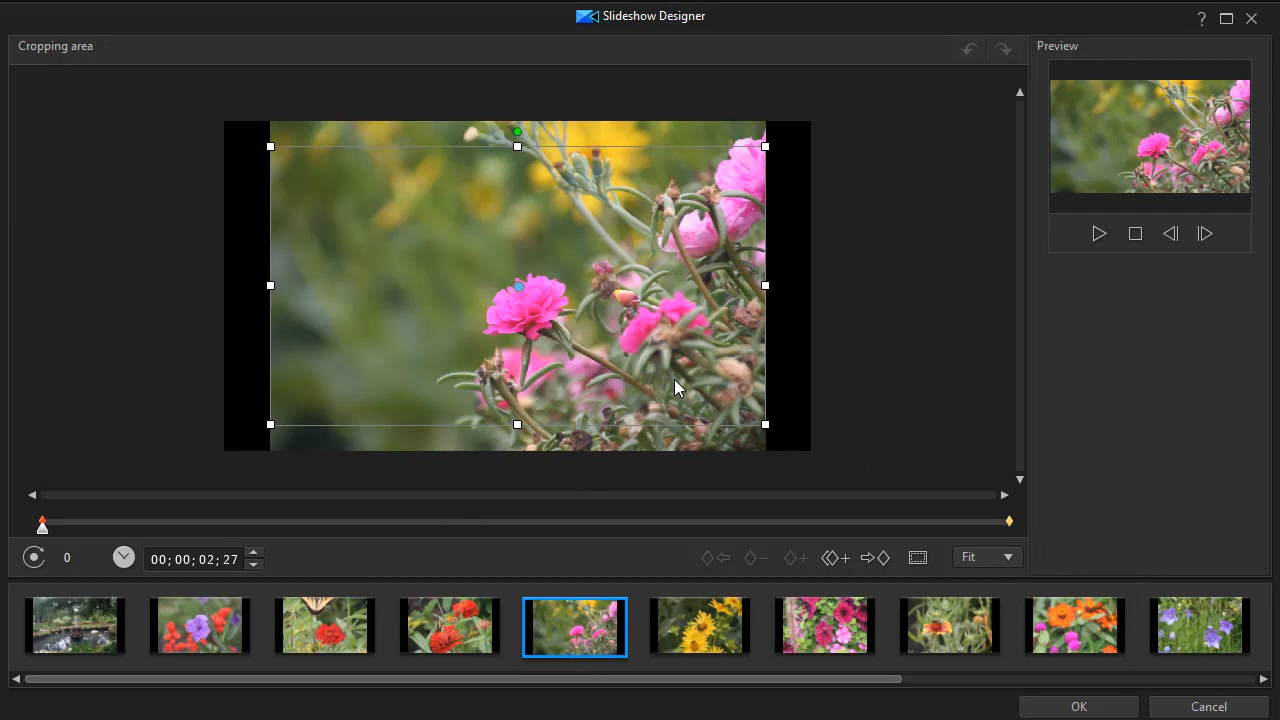 Slideshow Designer
?
Cropping area
Preview
0
00; 00; 02; 27
Fit
OK
Cancel